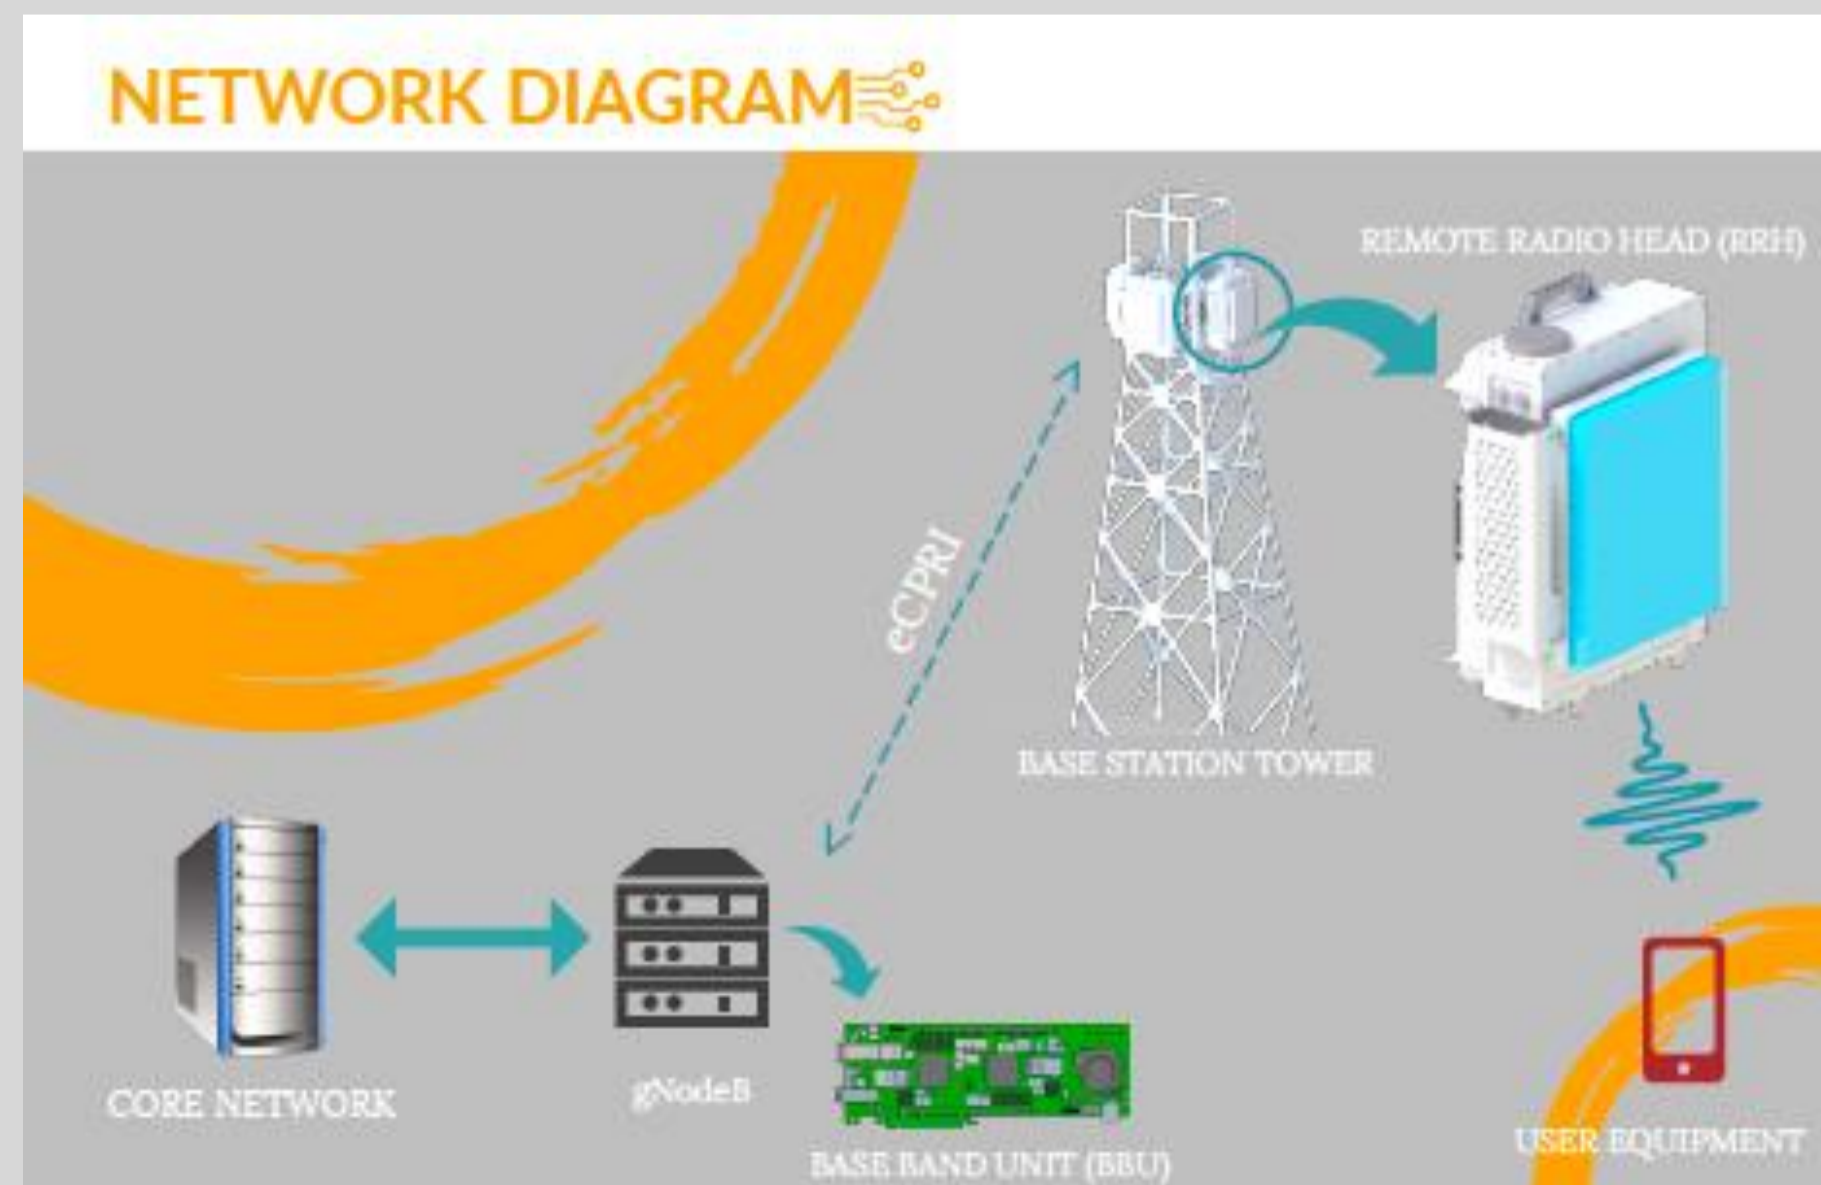 NETWORK DIAGRAM
REMOTE RADIO HEAD (RRH)
eCPRI
BASE STATION TOWER
CORE NETWORK
gNodeB
BASE BAND UNIT (BBU)
USER EQUIPMENT